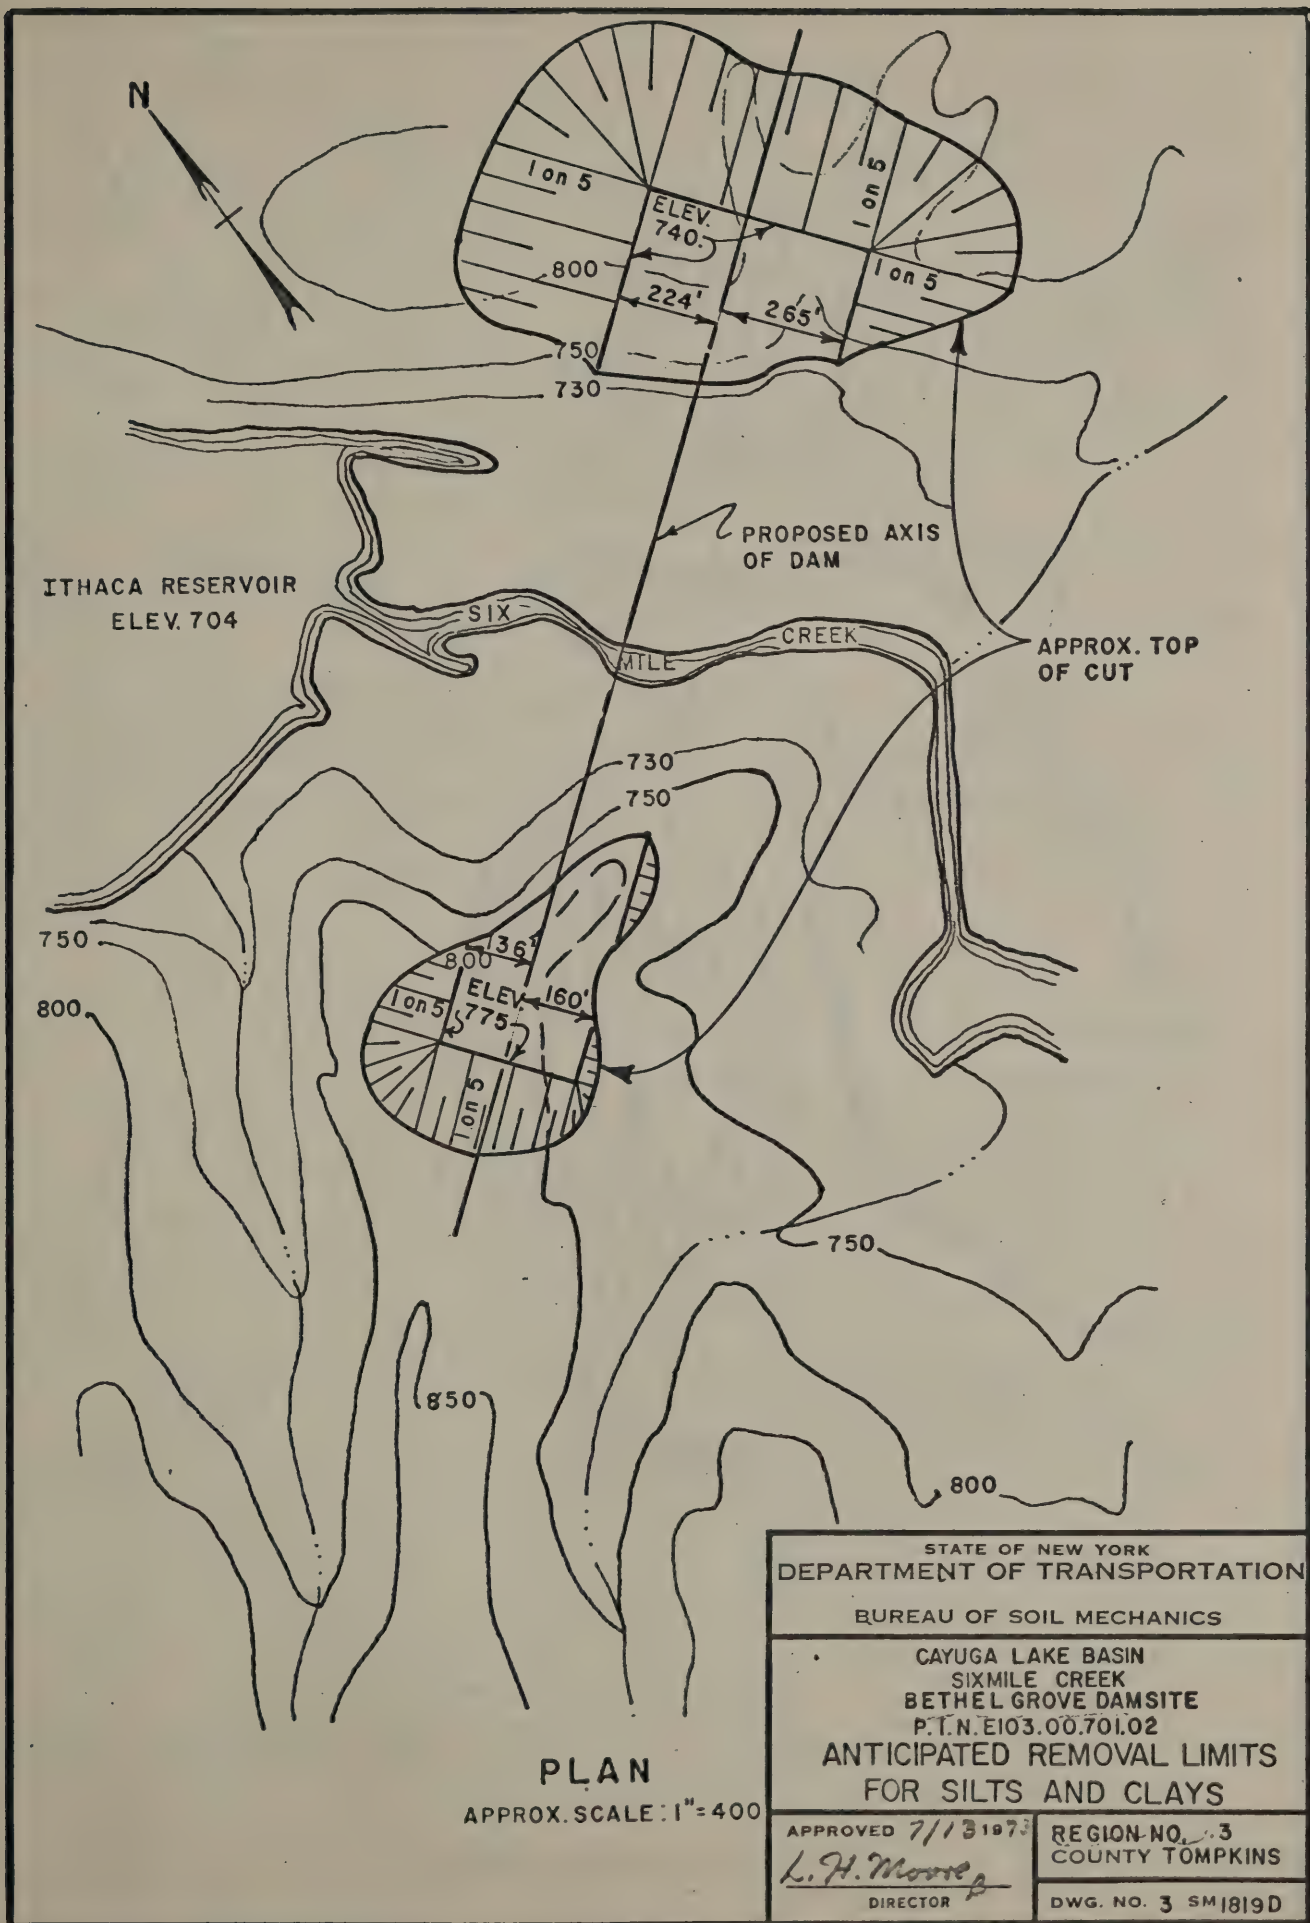 N
1 on 5
ELEV.
740.
1 on 5
1 on 5
800
224'
265'
750
730
PROPOSED AXIS
OF DAM
ITHACA RESERVOIR
ELEV. 704
SIX
MILE
CREEK
APPROX. TOP
OF CUT
730
750
750
136'
800
ELEV.
775
160'
1 on 5
1 on 5
800
750
850
800
PLAN
APPROX. SCALE: 1"=400
STATE OF NEW YORK
DEPARTMENT OF TRANSPORTATION
BUREAU OF SOIL MECHANICS
CAYUGA LAKE BASIN
SIXMILE CREEK
BETHEL GROVE DAMSITE
P.I.N. E103.00.701.02
ANTICIPATED REMOVAL LIMITS
FOR SILTS AND CLAYS
APPROVED 7/13 1973
L. H. Moore
DIRECTOR
REGION NO. 3
COUNTY TOMPKINS
DWG. NO. 3 SM 1819D